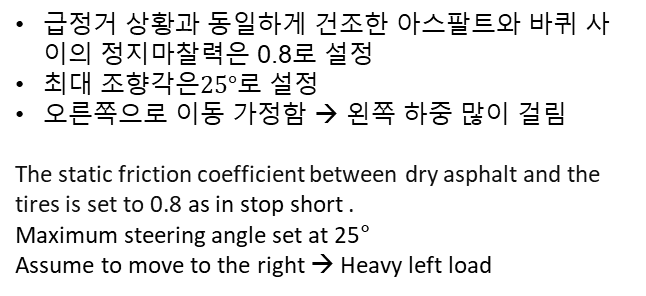 • 급정거 상황과 동일하게 건조한 아스팔트와 바퀴 사
이의 정지마찰력은 0.8로 설정
• 최대 조향각은25°로 설정
• 오른쪽으로 이동 가정함 → 왼쪽 하중 많이 걸림
The static friction coefficient between dry asphalt and the
tires is set to 0.8 as in stop short .
Maximum steering angle set at 25°
Assume to move to the right → Heavy left load